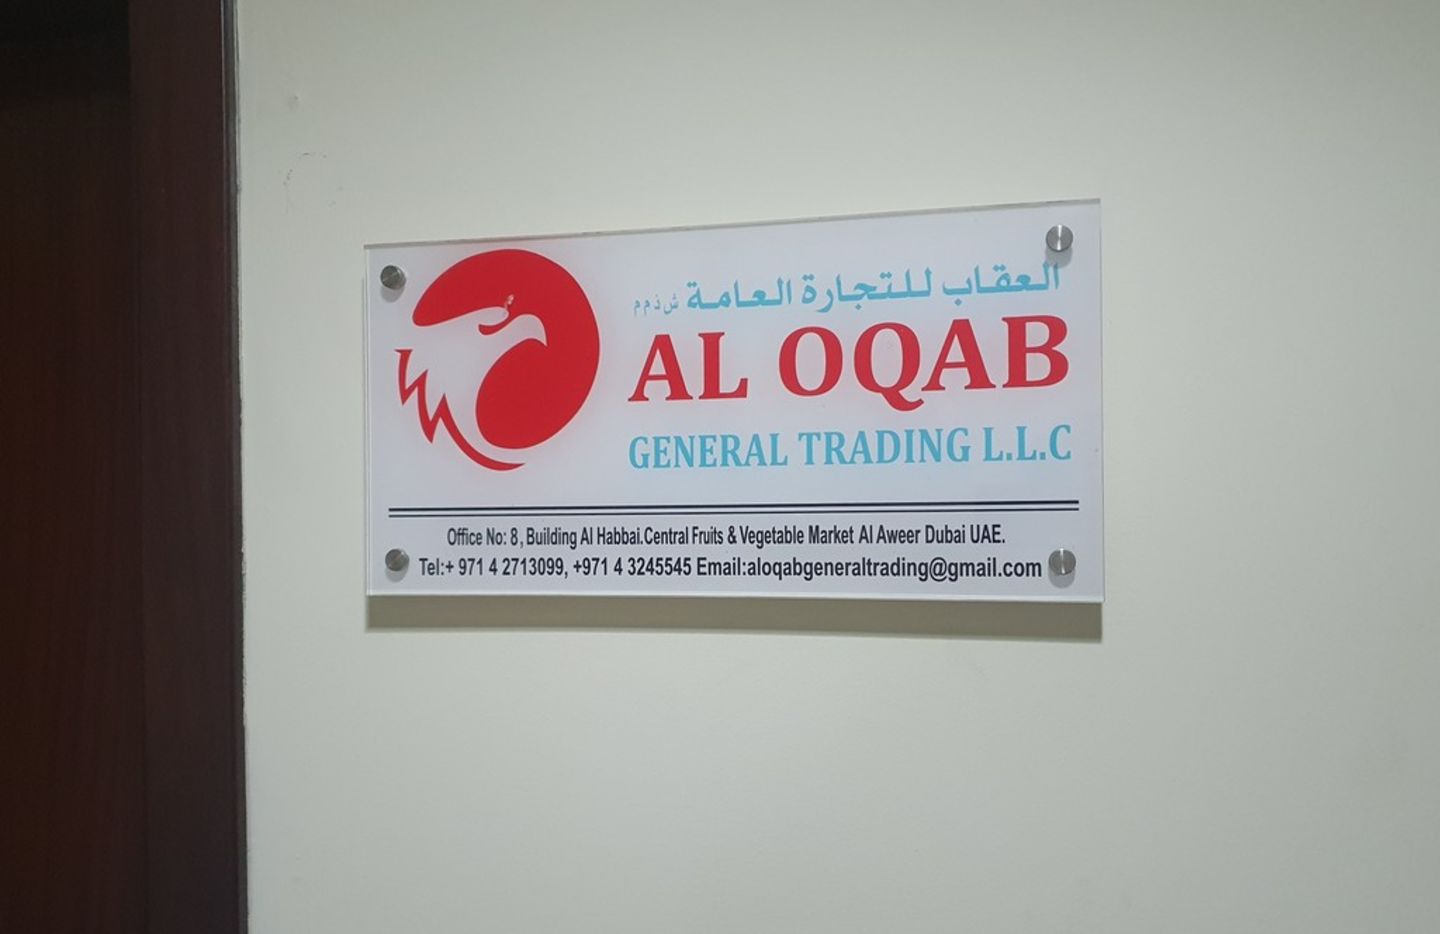 العقاب للتجارة العامة ش ذ م م
AL OQAB
GENERAL TRADING L.L.C
Office No: 8, Building Al Habbai.Central Fruits & Vegetable Market Al Aweer Dubai UAE.
Tel:+ 971 4 2713099, +971 4 3245545 Email:aloqabgeneraltrading@gmail.com